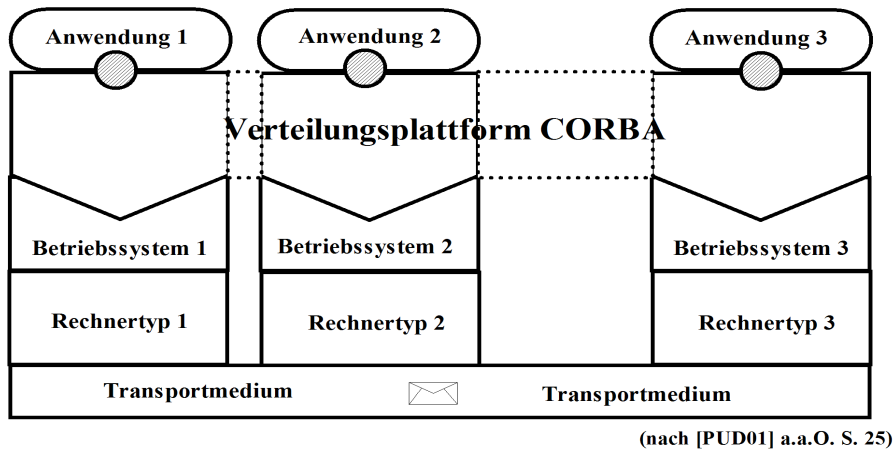 Anwendung 1 Anwendung 2 Anwendung 3
Verteilungsplattform CORBA
Betriebssystem 1 Betriebssystem 2 Betriebssystem 3
Rechnertyp 1 Rechnertyp 2 Rechnertyp 3
Transportmedium Transportmedium
(nach [PUD01] a.a.O. S. 25)